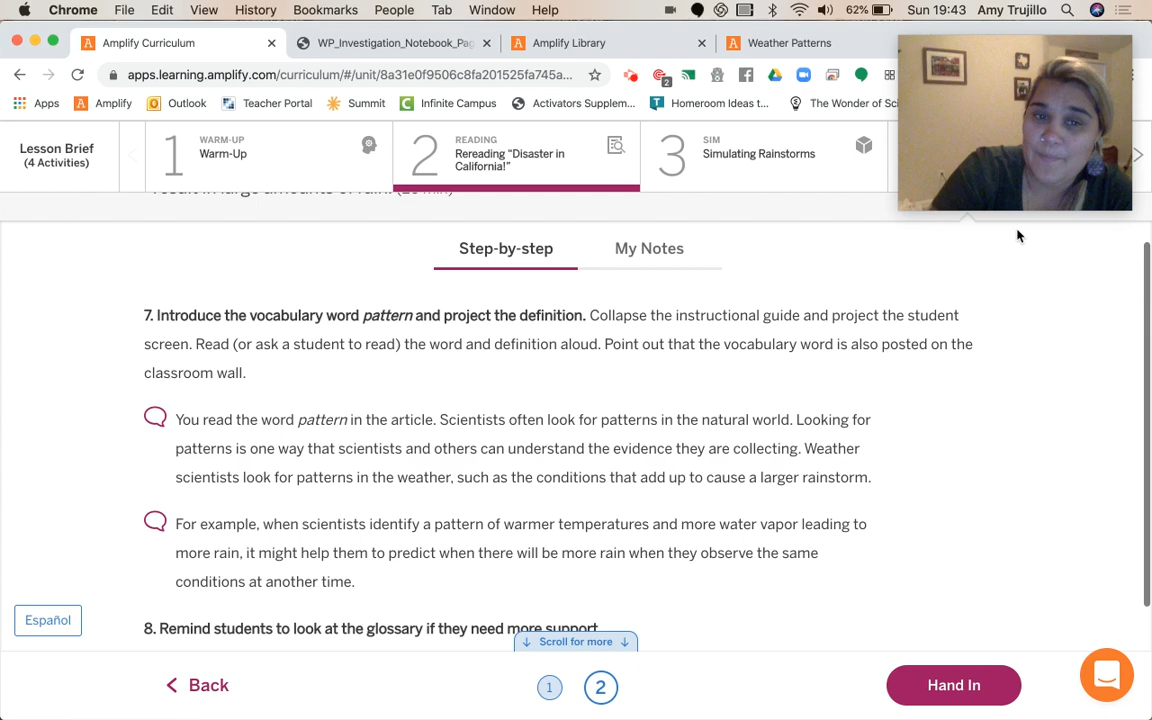 Chrome File Edit View History Bookmarks People Tab Window Help 62% Sun 19:43 Amy Trujillo
Amplify Curriculum WP_Investigation_Notebook_Pag Amplify Library Weather Patterns
apps.learning.amplify.com/curriculum/#/unit/8a31e0f9506c8fa201525fa745a... 2
Apps Amplify Outlook Teacher Portal Summit Infinite Campus Activators Supplem... Homeroom Ideas t... The Wonder of Sci
Lesson Brief
(4 Activities)
1 WARM-UP
Warm-Up
2 READING
Rereading “Disaster in
California!”
3 SIM
Simulating Rainstorms
Step-by-step My Notes
7. Introduce the vocabulary word pattern and project the definition. Collapse the instructional guide and project the student
screen. Read (or ask a student to read) the word and definition aloud. Point out that the vocabulary word is also posted on the
classroom wall.
You read the word pattern in the article. Scientists often look for patterns in the natural world. Looking for
patterns is one way that scientists and others can understand the evidence they are collecting. Weather
scientists look for patterns in the weather, such as the conditions that add up to cause a larger rainstorm.
For example, when scientists identify a pattern of warmer temperatures and more water vapor leading to
more rain, it might help them to predict when there will be more rain when they observe the same
conditions at another time.
Español
8. Remind students to look at the glossary if they need more support.
↓ Scroll for more ↓
Back 1 2 Hand In